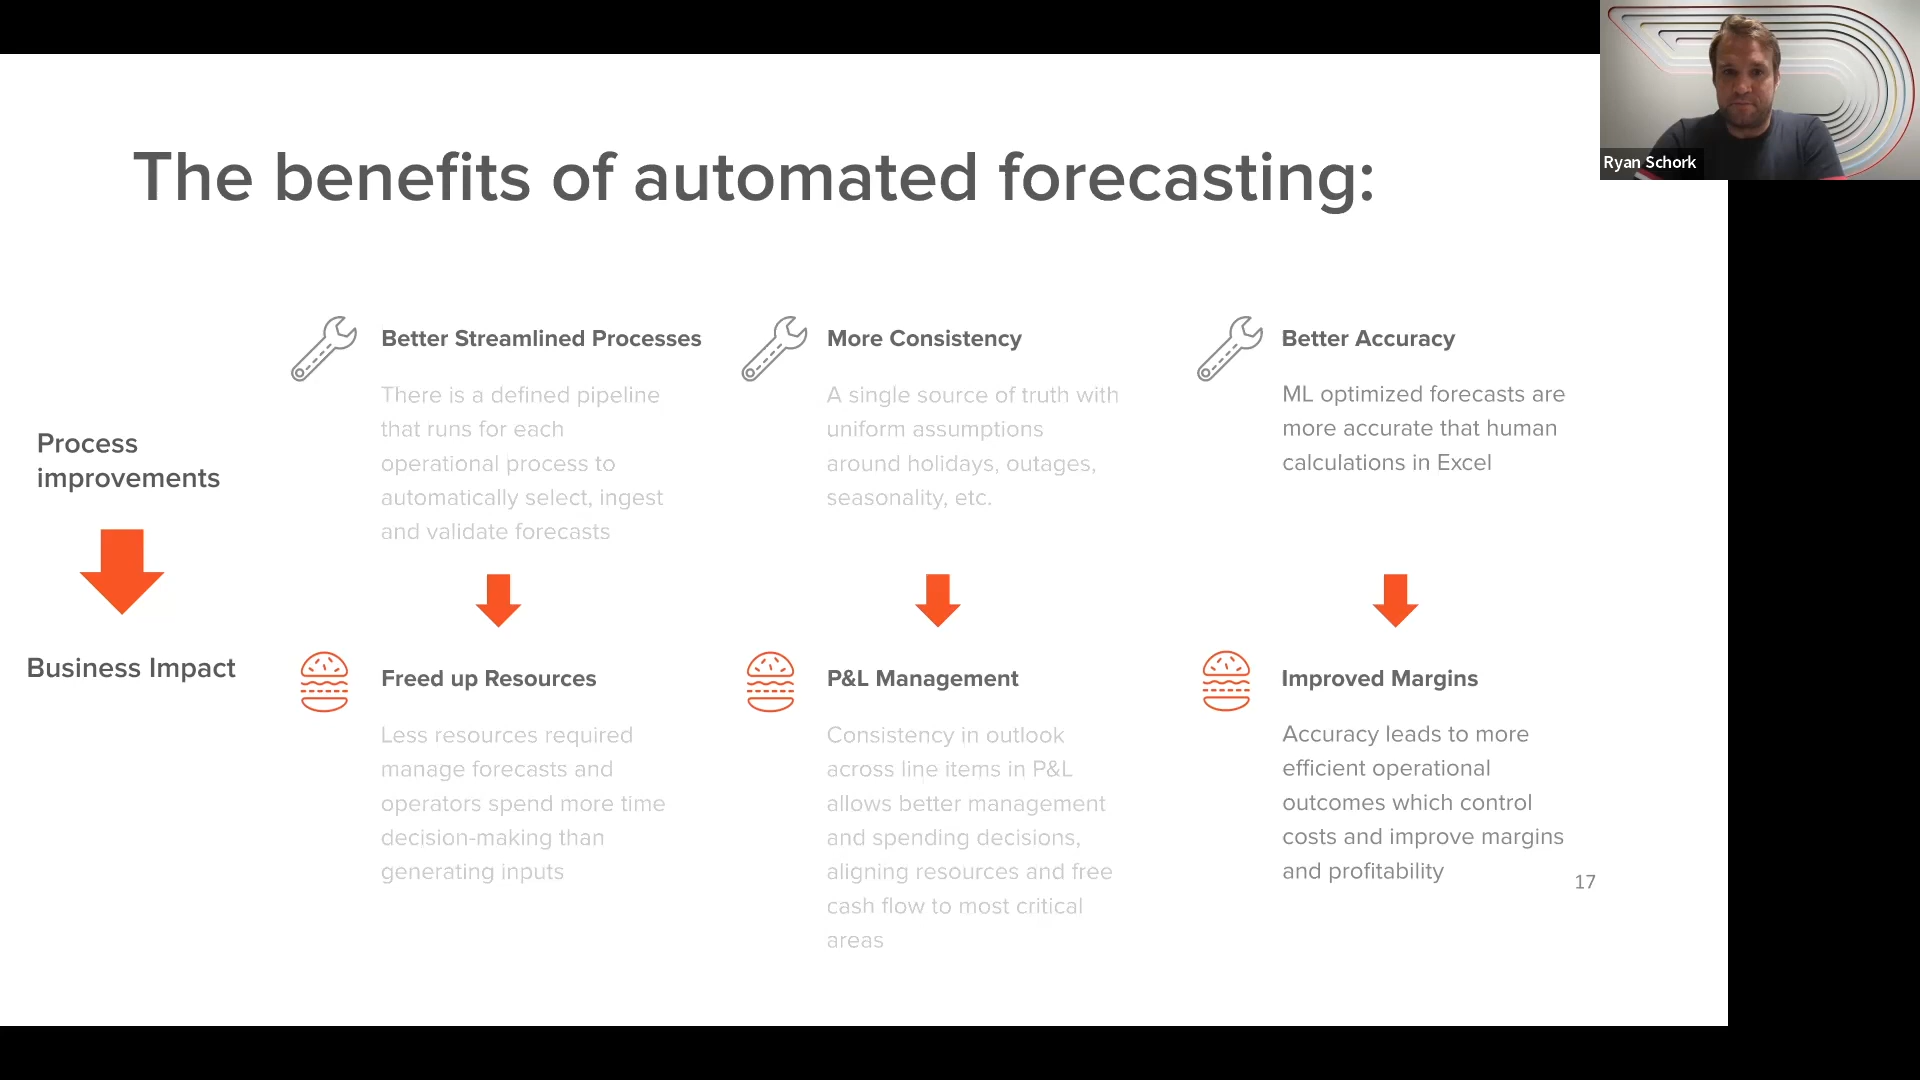 Ryan Schork
The benefits of automated forecasting:
Process
improvements
Business Impact
Better Streamlined Processes
There is a defined pipeline
that runs for each
operational process to
automatically select, ingest
and validate forecasts
Freed up Resources
Less resources required
manage forecasts and
operators spend more time
decision-making than
generating inputs
More Consistency
A single source of truth with
uniform assumptions
around holidays, outages,
seasonality, etc.
P&L Management
Consistency in outlook
across line items in P&L
allows better management
and spending decisions,
aligning resources and free
cash flow to most critical
areas
Better Accuracy
ML optimized forecasts are
more accurate that human
calculations in Excel
Improved Margins
Accuracy leads to more
efficient operational
outcomes which control
costs and improve margins
and profitability
17